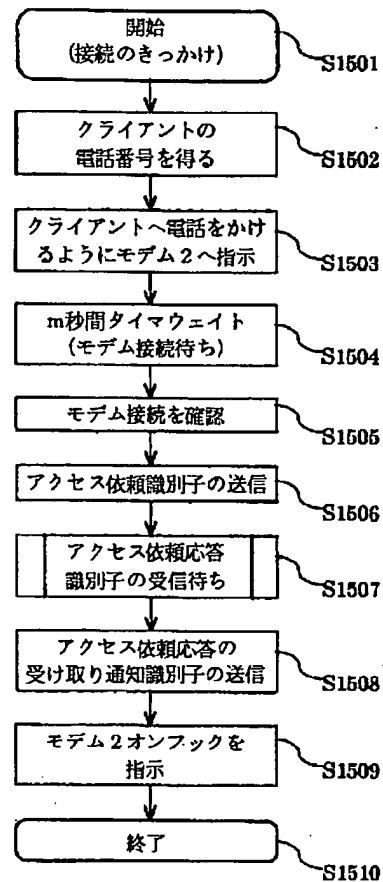 開始
(接続のきっかけ)
S1501
クライアントの
電話番号を得る
S1502
クライアントへ電話をかけ
るようにモデム2へ指示
S1503
m秒間タイマウェイト
(モデム接続待ち)
S1504
モデム接続を確認
S1505
アクセス依頼識別子の送信
S1506
アクセス依頼応答
識別子の受信待ち
S1507
アクセス依頼応答の
受け取り通知識別子の送信
S1508
モデム2オンフックを
指示
S1509
終了
S1510